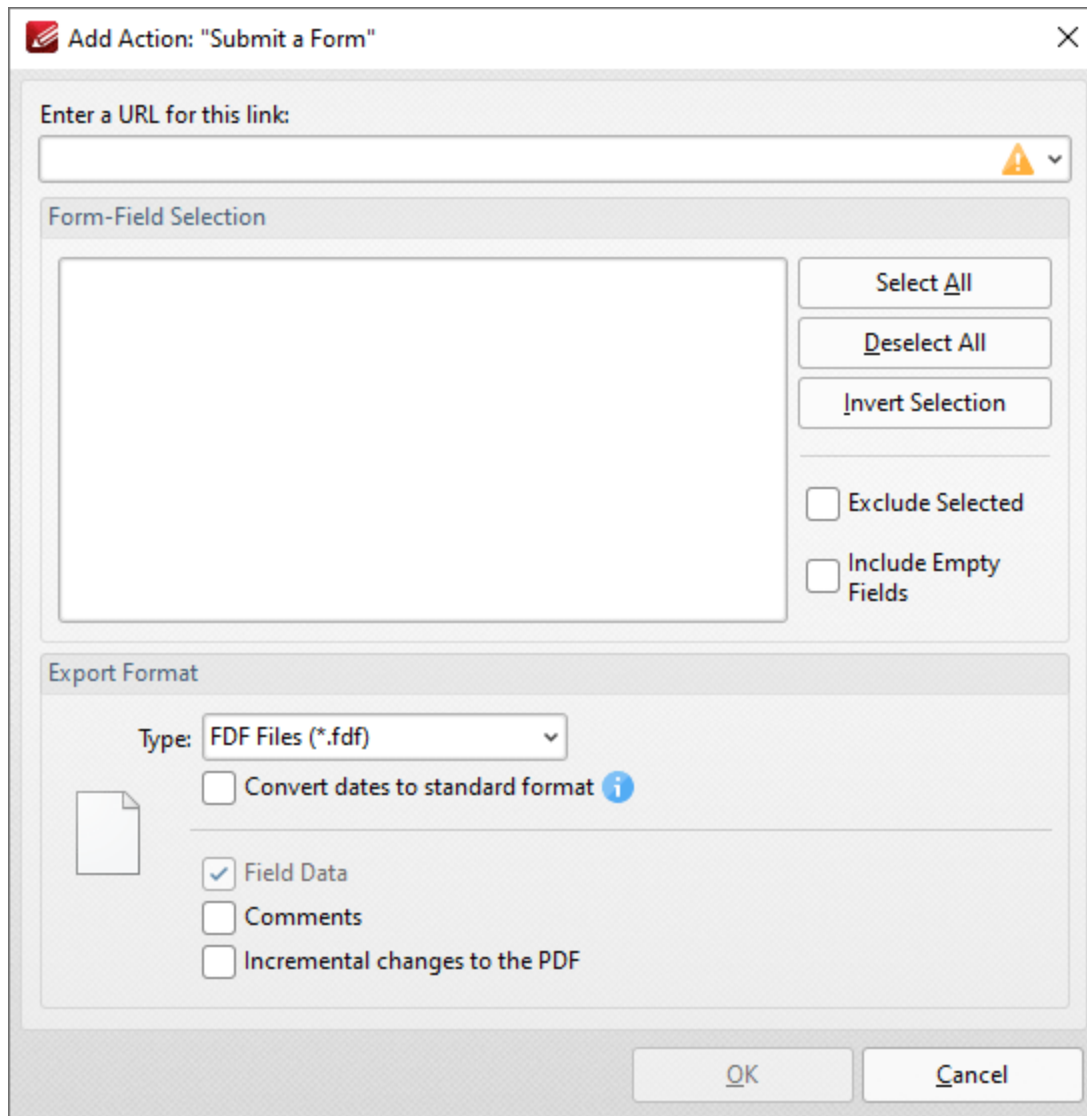 Add Action: "Submit a Form"
Enter a URL for this link:
Form-Field Selection
Select All
Deselect All
Invert Selection
Exclude Selected
Include Empty
Fields
Export Format
Type: FDF Files (*.fdf)
Convert dates to standard format
Field Data
Comments
Incremental changes to the PDF
OK Cancel